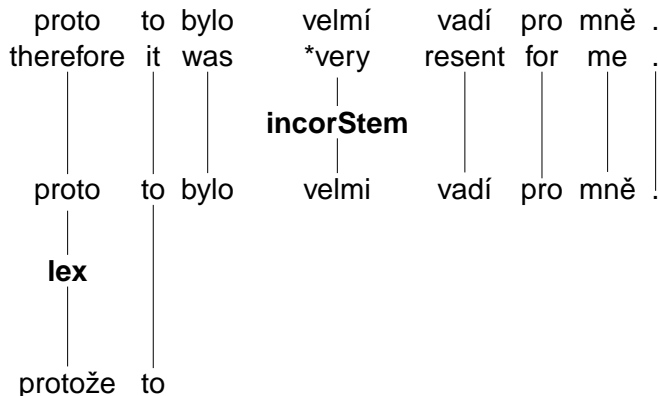 proto to bylo velmí vadí pro mně .
therefore it was *very resent for me .
incorStem
proto to bylo velmi vadí pro mně .
lex
protože to